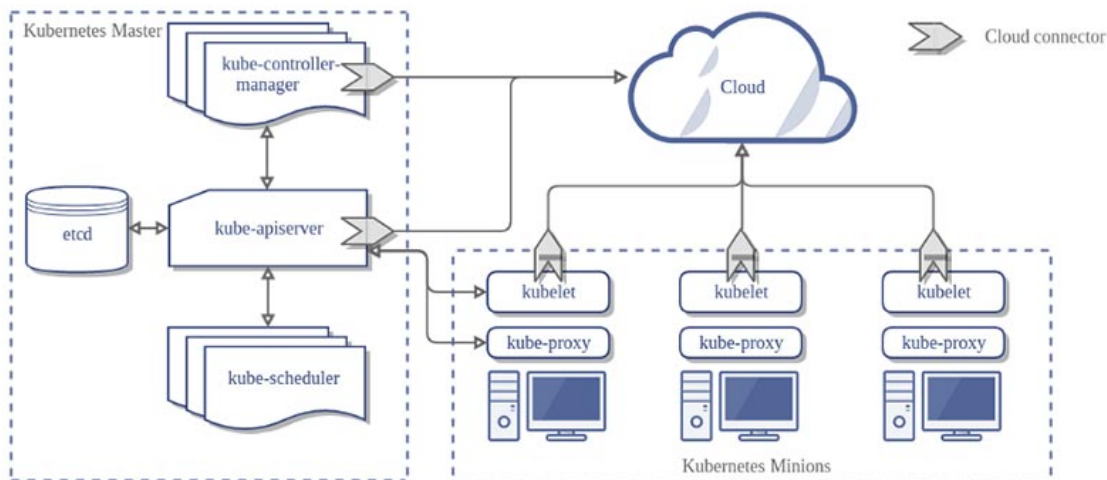 Kubernetes Master
kube-controller-
manager
Cloud
Cloud connector
etcd
kube-apiserver
kubelet
kubelet
kubelet
kube-proxy
kube-proxy
kube-proxy
kube-scheduler
Kubernetes Minions